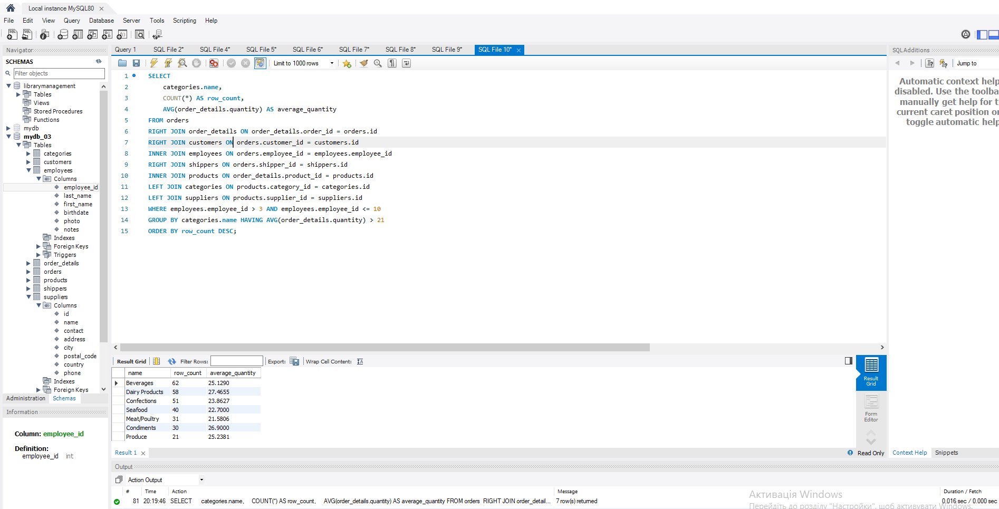 Local instance MySQL80
File Edit View Query Database Server Tools Scripting Help
Navigator
SCHEMAS
Filter objects
librarymanagement
Tables
Views
Stored Procedures
Functions
mydb
mydb_03
Tables
categories
customers
employees
Columns
employee_id
last_name
first_name
birthdate
photo
notes
Indexes
Foreign Keys
Triggers
order_details
orders
products
shippers
suppliers
Columns
id
name
contact
address
city
postal_code
country
phone
Indexes
Foreign Keys
Administration Schemas
Information
Column: employee_id
Definition:
employee_id int
Query 1 SQL File 2* SQL File 4* SQL File 5* SQL File 6* SQL File 7* SQL File 8* SQL File 9* SQL File 10*
Limit to 1000 rows
1 SELECT
2 categories.name,
3 COUNT(*) AS row_count,
4 AVG(order_details.quantity) AS average_quantity
5 FROM orders
6 RIGHT JOIN order_details ON order_details.order_id = orders.id
7 RIGHT JOIN customers ON orders.customer_id = customers.id
8 INNER JOIN employees ON orders.employee_id = employees.employee_id
9 RIGHT JOIN shippers ON orders.shipper_id = shippers.id
10 INNER JOIN products ON order_details.product_id = products.id
11 LEFT JOIN categories ON products.category_id = categories.id
12 LEFT JOIN suppliers ON products.supplier_id = suppliers.id
13 WHERE employees.employee_id > 3 AND employees.employee_id <= 10
14 GROUP BY categories.name HAVING AVG(order_details.quantity) > 21
15 ORDER BY row_count DESC;
Result Grid Filter Rows: Export: Wrap Cell Content:
name row_count average_quantity
Beverages 62 25.1290
Dairy Products 58 27.4655
Confections 51 23.8627
Seafood 40 22.7000
Meat/Poultry 31 21.5806
Condiments 30 26.9000
Produce 21 25.2381
Result
Grid
Form
Editor
Result 1 Read Only
Output
Action Output
# Time Action Message Duration / Fetch
81 20:19:46 SELECT categories.name, COUNT(*) AS row_count, AVG(order_details.quantity) AS average_quantity FROM orders RIGHT JOIN order_detail... 7 row(s) returned 0.016 sec / 0.000 sec
SQLAdditions
Jump to
Automatic context help
disabled. Use the toolba
manually get help for t
current caret position or
toggle automatic help
Context Help Snippets
Активація Windows
Перейдіть до розділу "Настройки", щоб активувати Windows.